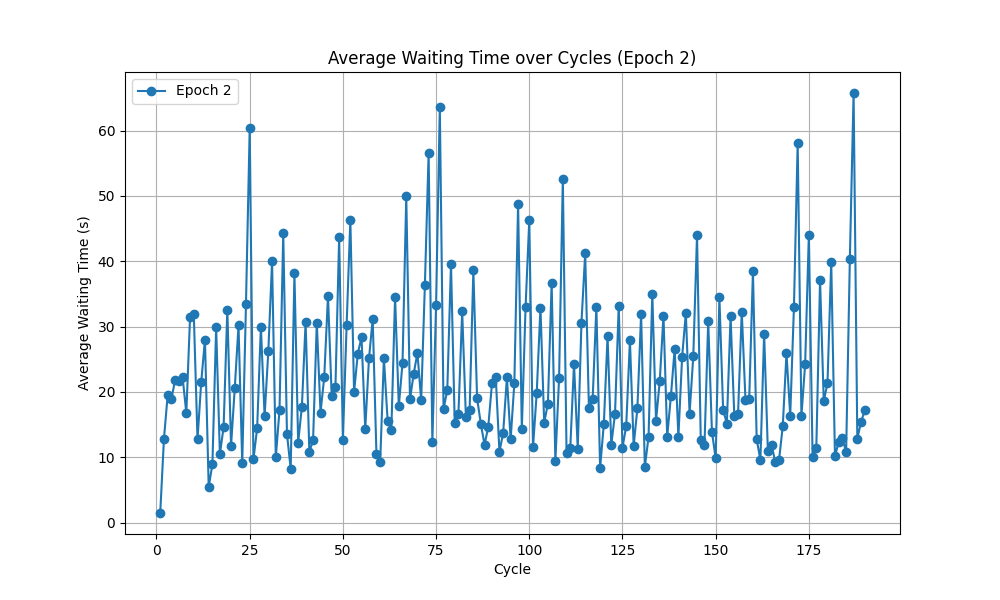 Average Waiting Time over Cycles (Epoch 2)
Epoch 2
Average Waiting Time (s)
60
50
40
30
20
10
0
0 25 50 75 100 125 150 175
Cycle